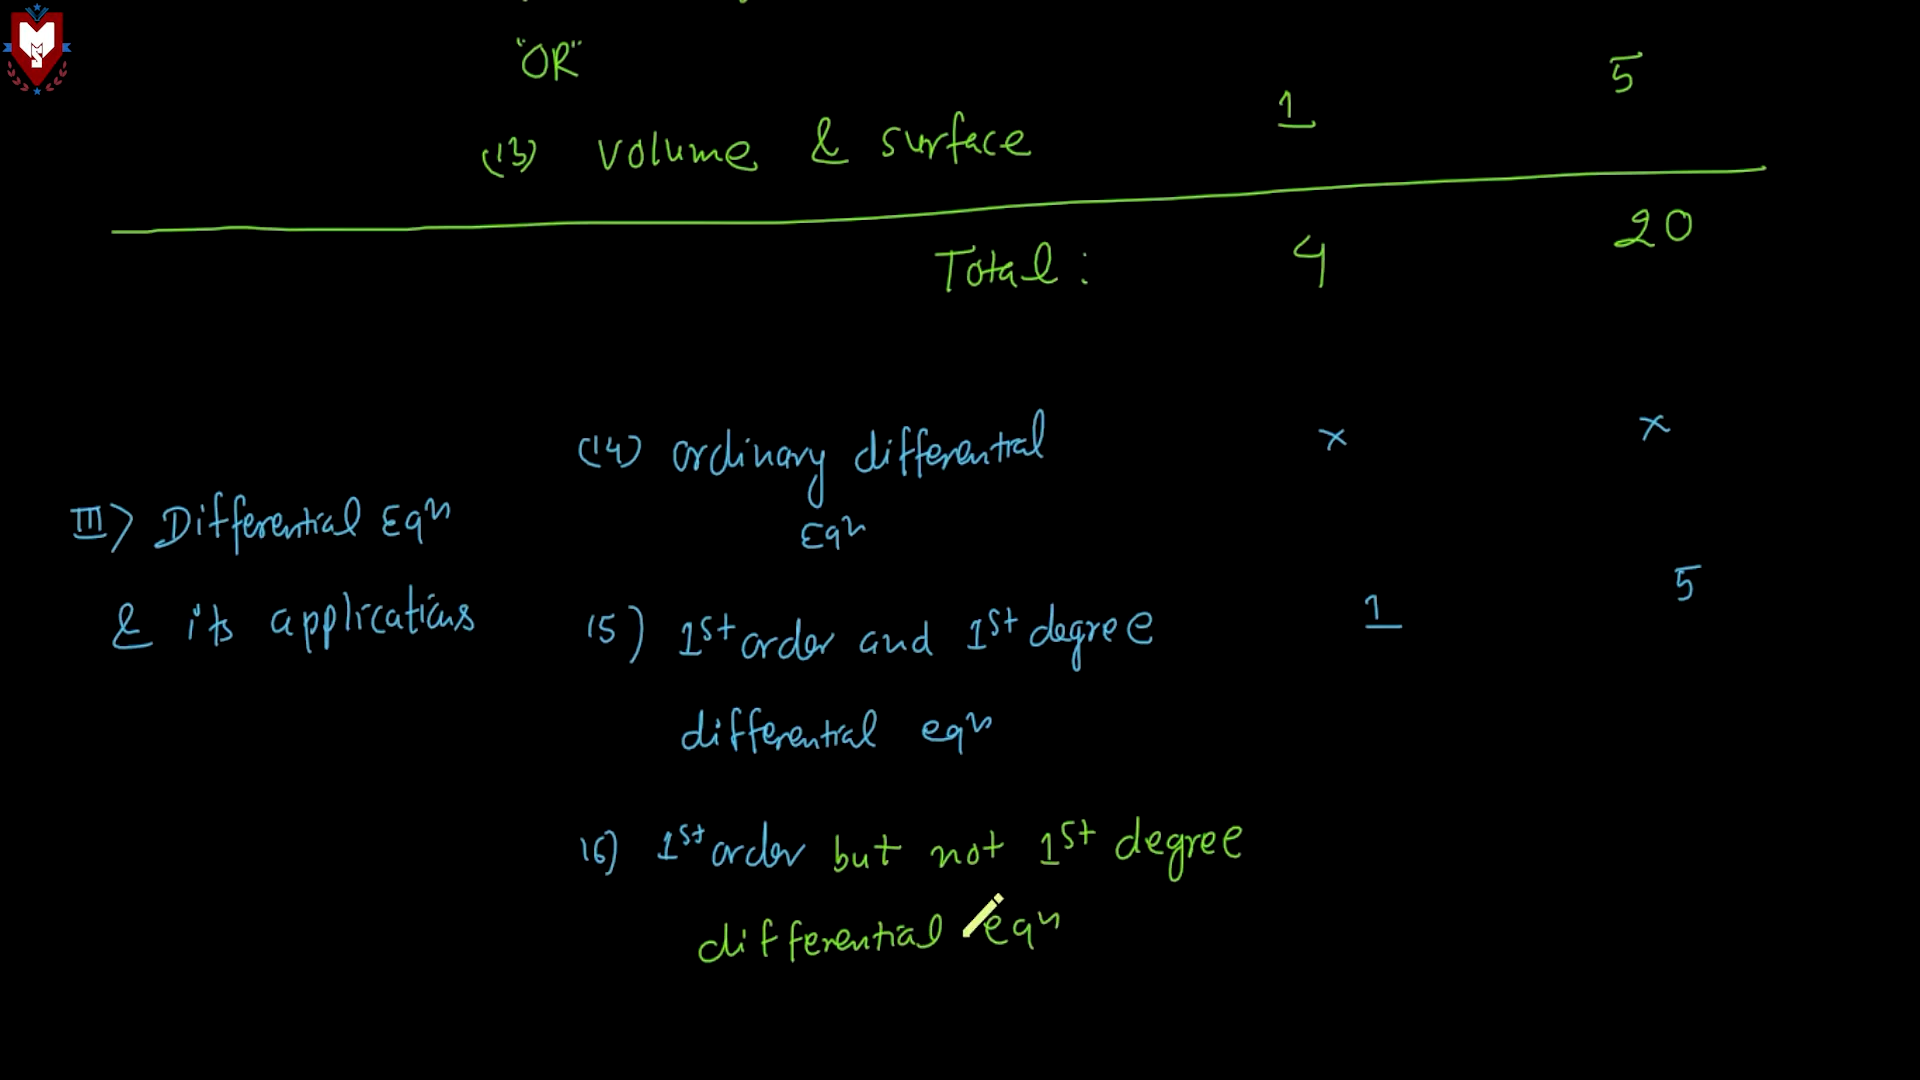 "OR"
(13) volume & surface 1 5
Total: 4 20
(14) ordinary differential x x
III> Differential Eqn
Eqn
& its applications
15) 1st order and 1st degree 1 5
differential eqn
16) 1st order but not 1st degree
differential eqn